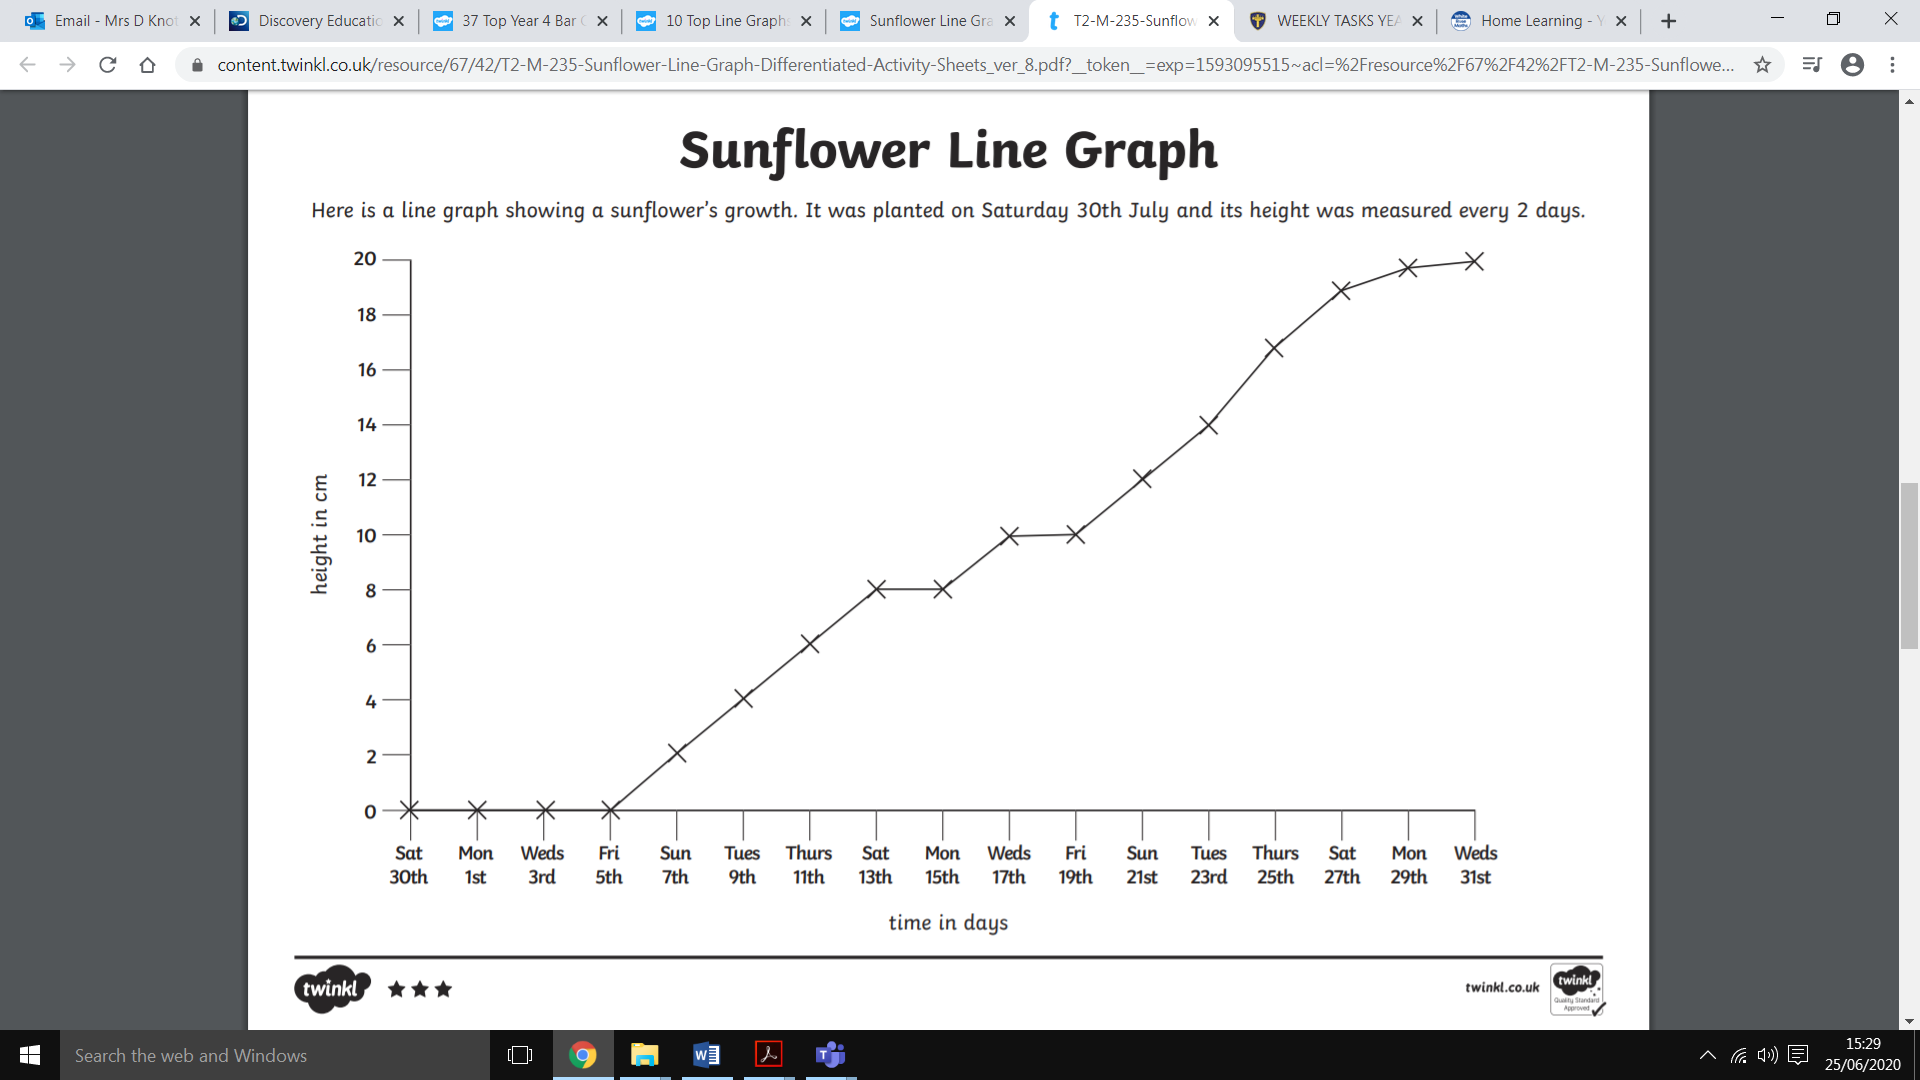 Email - Mrs D Knot
Discovery Educatio
37 Top Year 4 Bar
10 Top Line Graph
Sunflower Line Gra
T2-M-235-Sunflow
WEEKLY TASKS YEA
Home Learning - Y
content.twinkl.co.uk/resource/67/42/T2-M-235-Sunflower-Line-Graph-Differentiated-Activity-Sheets_ver_8.pdf?__token__=exp=1593095515~acl=%2Fresource%2F67%2F42%2FT2-M-235-Sunflowe...
Sunflower Line Graph
Here is a line graph showing a sunflower's growth. It was planted on Saturday 30th July and its height was measured every 2 days.
20
18
16
14
12
10
8
6
4
2
0
height in cm
Sat Mon Weds Fri Sun Tues Thurs Sat Mon Weds Fri Sun Tues Thurs Sat Mon Weds
30th 1st 3rd 5th 7th 9th 11th 13th 15th 17th 19th 21st 23rd 25th 27th 29th 31st
time in days
twinkl
twinkl.co.uk
twinkl
Quality Standard
Approved
Search the web and Windows
15:29
25/06/2020